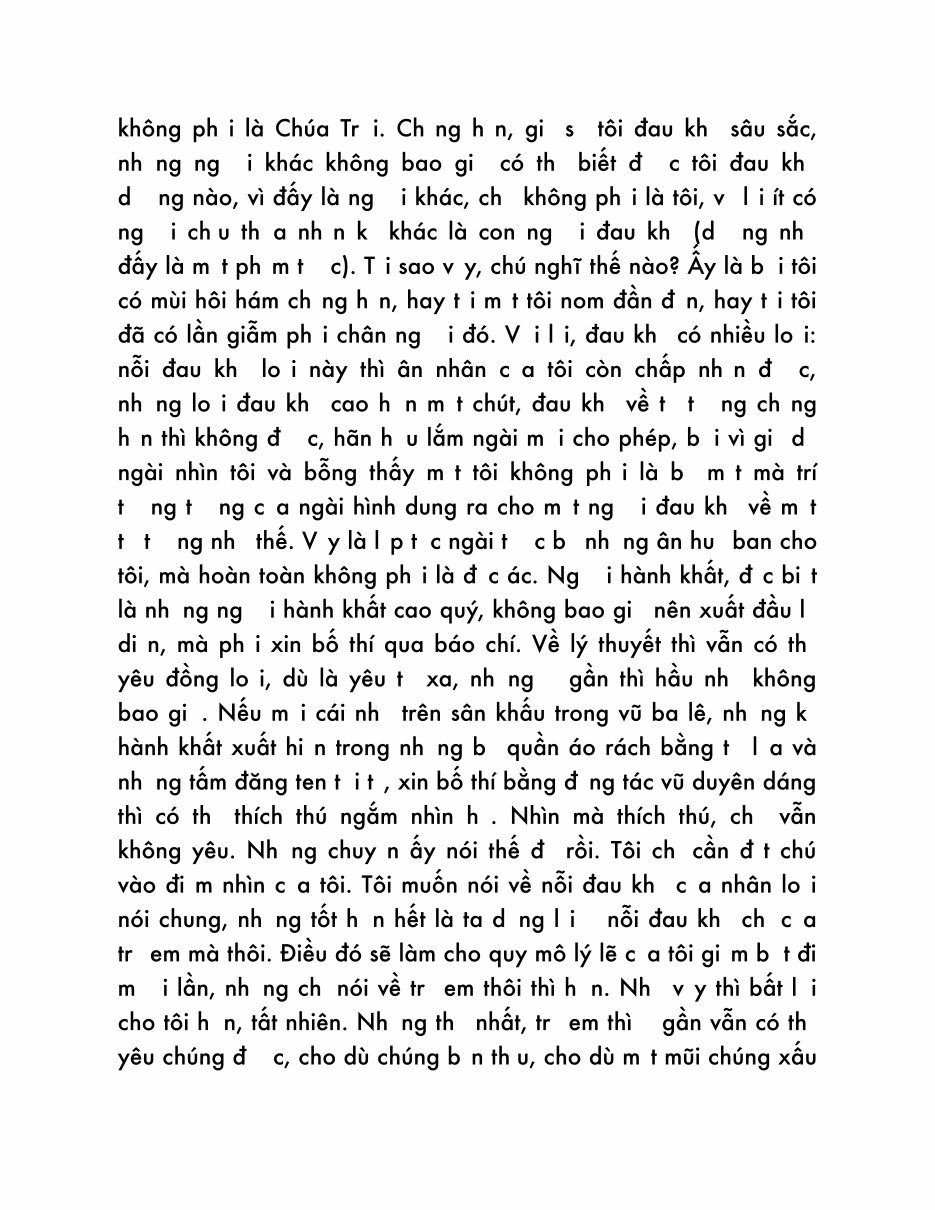 không ph i là Chúa Tr i. Ch ng h n, gi s tôi đau kh sâu sắc,
nh ng ng i khác không bao gi có th biết đ c tôi đau kh
d ng nào, vì đấy là ng i khác, ch không ph i là tôi, v l i ít có
ng i ch u th a nh n k khác là con ng i đau kh (d ng nh
đấy là m t ph m t c). T i sao v y, chú nghĩ thế nào? Ấy là b i tôi
có mùi hôi hám ch ng h n, hay t i m t tôi nom đần đ n, hay t i tôi
đã có lần giẫm ph i chân ng i đó. V i l i, đau kh có nhiều lo i:
nỗi đau kh lo i này thì ân nhân c a tôi còn chấp nh n đ c,
nh ng lo i đau kh cao h n m t chút, đau kh về t t ng ch ng
h n thì không đ c, hãn h u lắm ngài m i cho phép, b i vì gi d
ngài nhìn tôi và bỗng thấy m t tôi không ph i là b m t mà trí
t ng t ng c a ngài hình dung ra cho m t ng i đau kh về m t
t t ng nh thế. V y là l p t c ngài t c b nh ng ân hu ban cho
tôi, mà hoàn toàn không ph i là đ c ác. Ng i hành khất, đ c bi t
là nh ng ng i hành khất cao quý, không bao gi nên xuất đầu l
di n, mà ph i xin bố thí qua báo chí. Về lý thuyết thì vẫn có th
yêu đồng lo i, dù là yêu t xa, nh ng gần thì hầu nh không
bao gi . Nếu m i cái nh trên sân khấu trong vũ ba lê, nh ng k
hành khất xuất hi n trong nh ng b quần áo rách bằng t l a và
nh ng tấm đăng ten t i t , xin bố thí bằng đ ng tác vũ duyên dáng
thì có th thích thú ngắm nhìn h . Nhìn mà thích thú, ch vẫn
không yêu. Nh ng chuy n ấy nói thế đ rồi. Tôi ch cần đ t chú
vào đi m nhìn c a tôi. Tôi muốn nói về nỗi đau kh c a nhân lo i
nói chung, nh ng tốt h n hết là ta d ng l i nỗi đau kh ch c a
tr em mà thôi. Điều đó sẽ làm cho quy mô lý lẽ c a tôi gi m b t đi
m i lần, nh ng ch nói về tr em thôi thì h n. Nh v y thì bất l i
cho tôi h n, tất nhiên. Nh ng th nhất, tr em thì gần vẫn có th
yêu chúng đ c, cho dù chúng b n th u, cho dù m t mũi chúng xấu